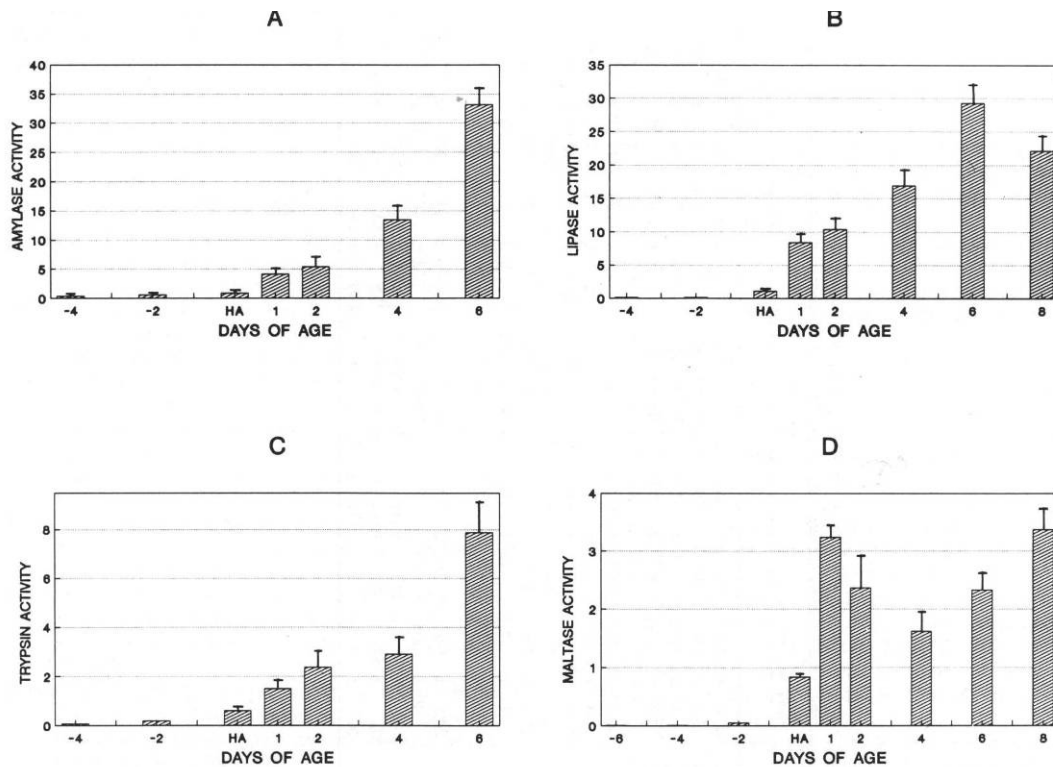 A
AMYLASE ACTIVITY
40
35
30
25
20
15
10
5
0
-4 -2 HA 1 2 4 6
DAYS OF AGE
B
LIPASE ACTIVITY
35
30
25
20
15
10
5
0
-4 -2 HA 1 2 4 6 8
DAYS OF AGE
C
TRYPSIN ACTIVITY
8
6
4
2
0
-4 -2 HA 1 2 4 6
DAYS OF AGE
D
MALTASE ACTIVITY
4
3
2
1
0
-6 -4 -2 HA 1 2 4 6 8
DAYS OF AGE